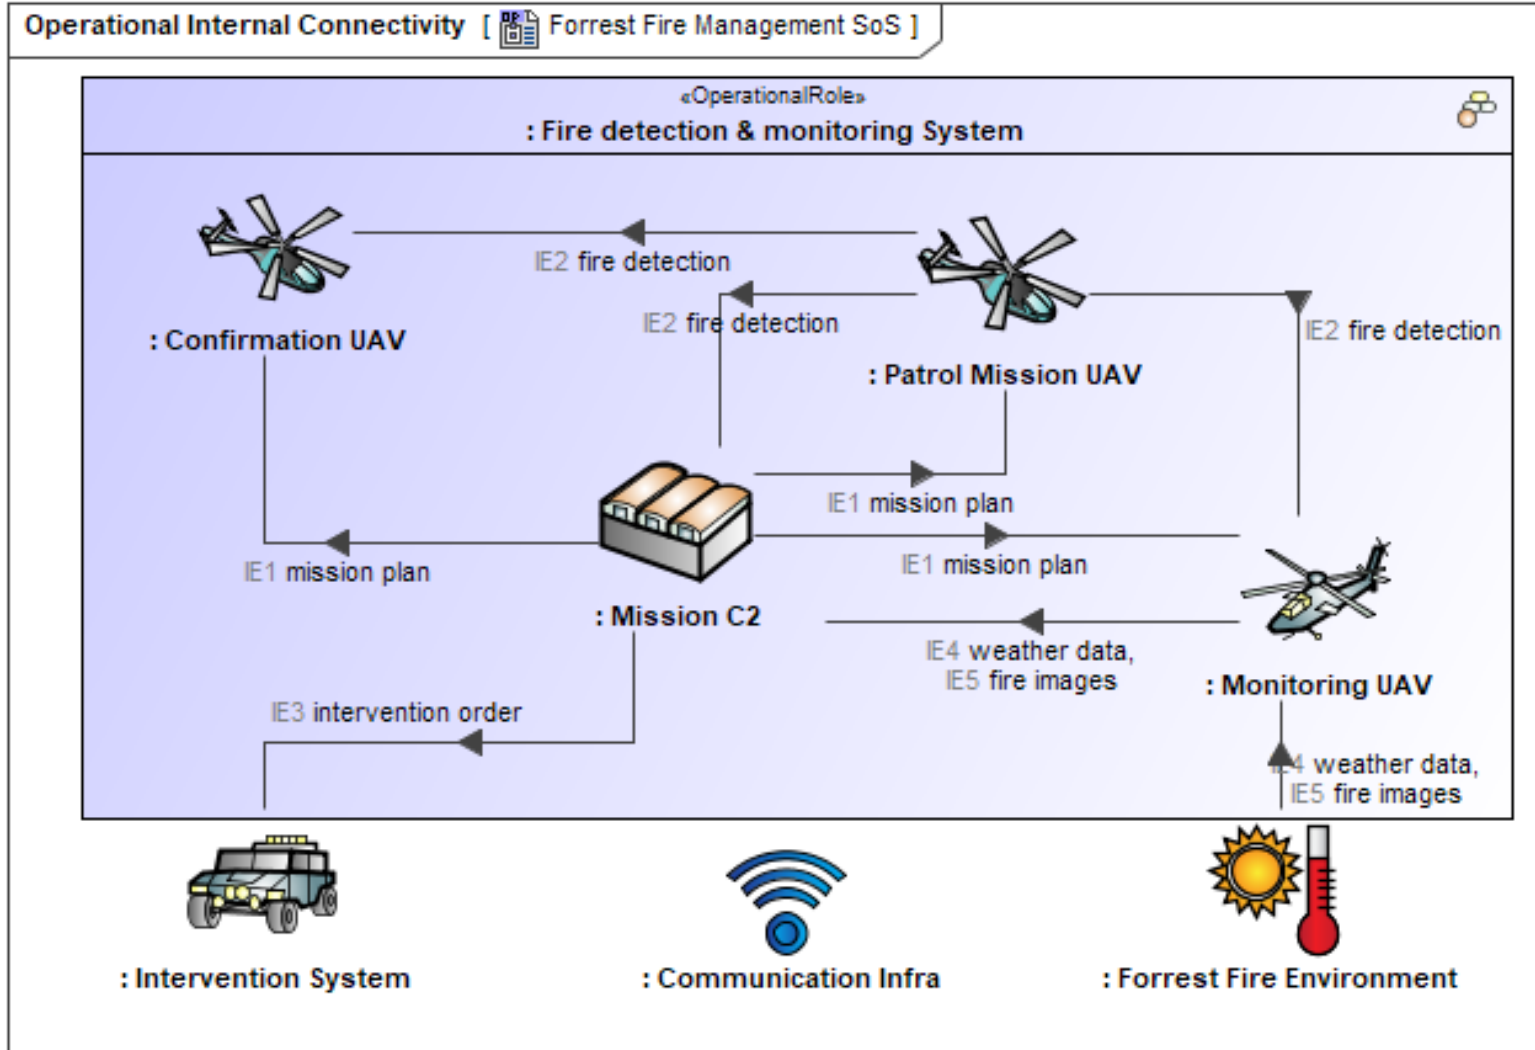 Operational Internal Connectivity [ OP Forrest Fire Management SoS ]
«OperationalRole»
: Fire detection & monitoring System
IE2 fire detection
IE2 fire detection
IE2 fire detection
: Confirmation UAV
: Patrol Mission UAV
IE1 mission plan
IE1 mission plan
IE1 mission plan
: Mission C2
IE4 weather data,
IE5 fire images
: Monitoring UAV
IE3 intervention order
IE4 weather data,
IE5 fire images
: Intervention System
: Communication Infra
: Forrest Fire Environment